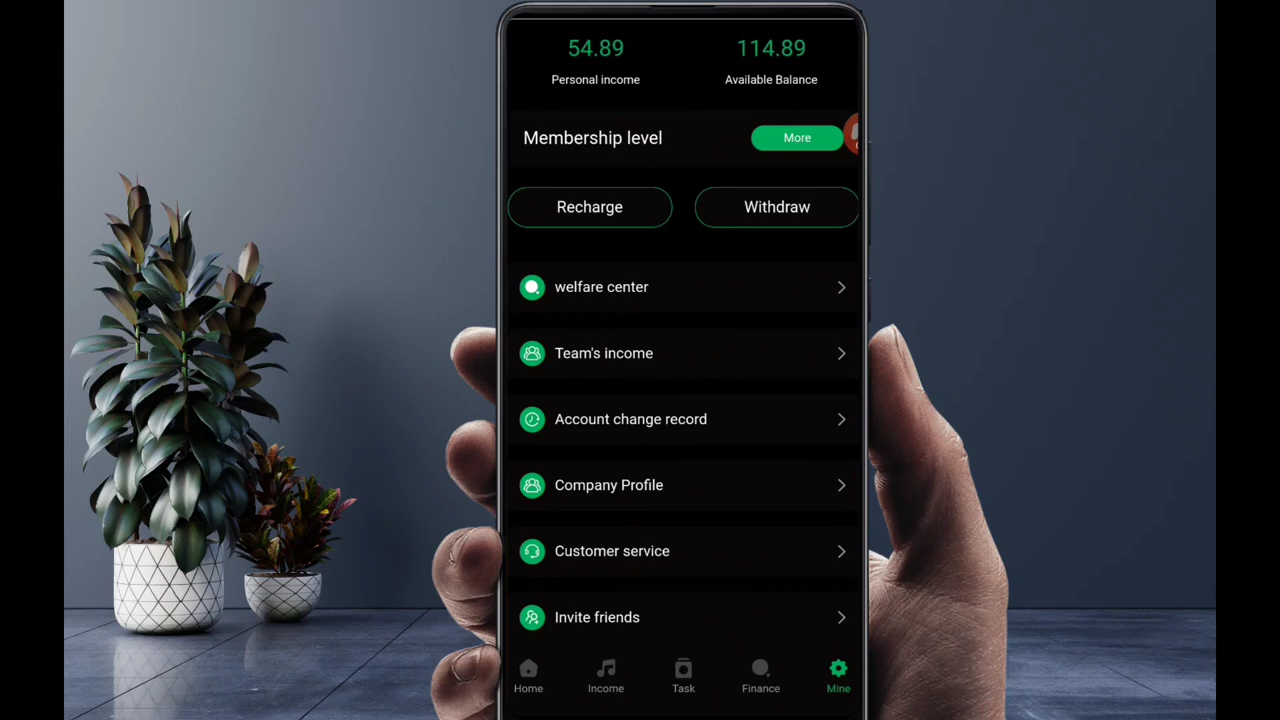 54.89 114.89
Personal income Available Balance
Membership level More
Recharge Withdraw
welfare center
Team's income
Account change record
Company Profile
Customer service
Invite friends
Home Income Task Finance Mine